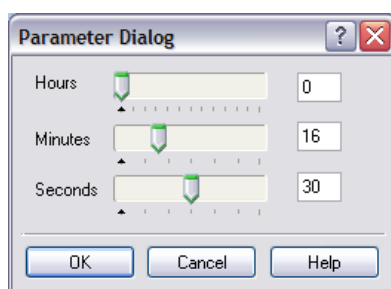 Parameter Dialog
Hours 0
Minutes 16
Seconds 30
OK Cancel Help